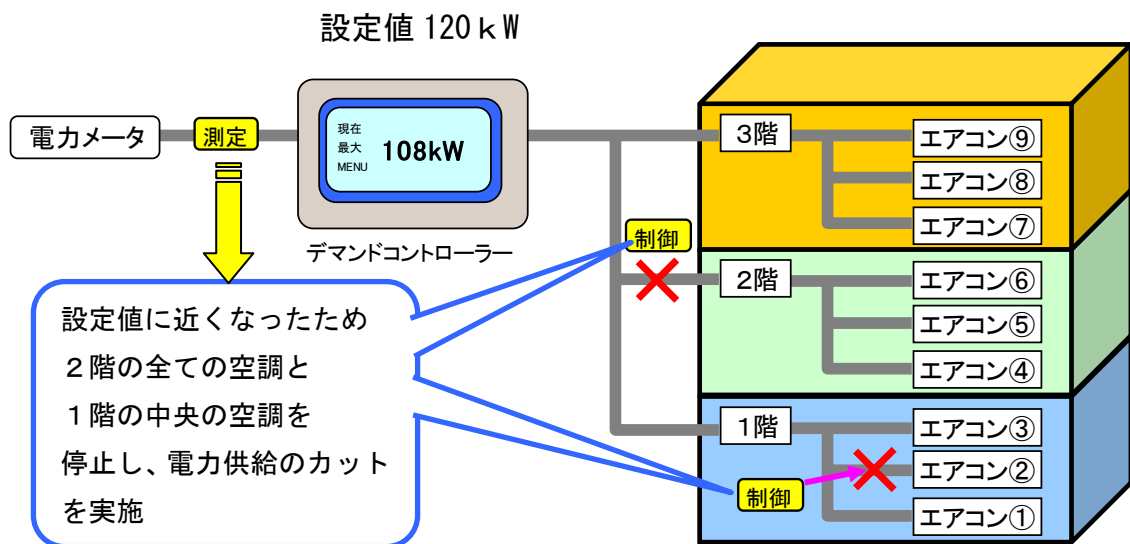 設定値 120ｋW
電力メータ
測定
現在
最大
MENU
108kW
デマンドコントローラー
制御
設定値に近くなったため
２階の全ての空調と
１階の中央の空調を
停止し、電力供給のカット
を実施
３階
エアコン⑨
エアコン⑧
エアコン⑦
２階
エアコン⑥
エアコン⑤
エアコン④
１階
エアコン③
エアコン②
エアコン①
制御